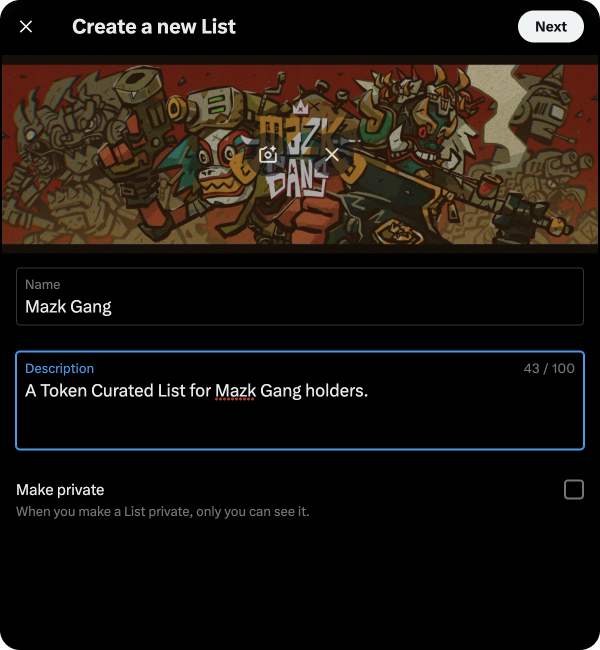 Create a new List
Next
MAZK
GANG
Name
Mazk Gang
Description
43 / 100
A Token Curated List for Mazk Gang holders.
Make private
When you make a List private, only you can see it.